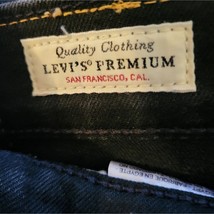 Quality Clothing
LEVI'S® PREMIUM
SAN FRANCISCO, CAL.